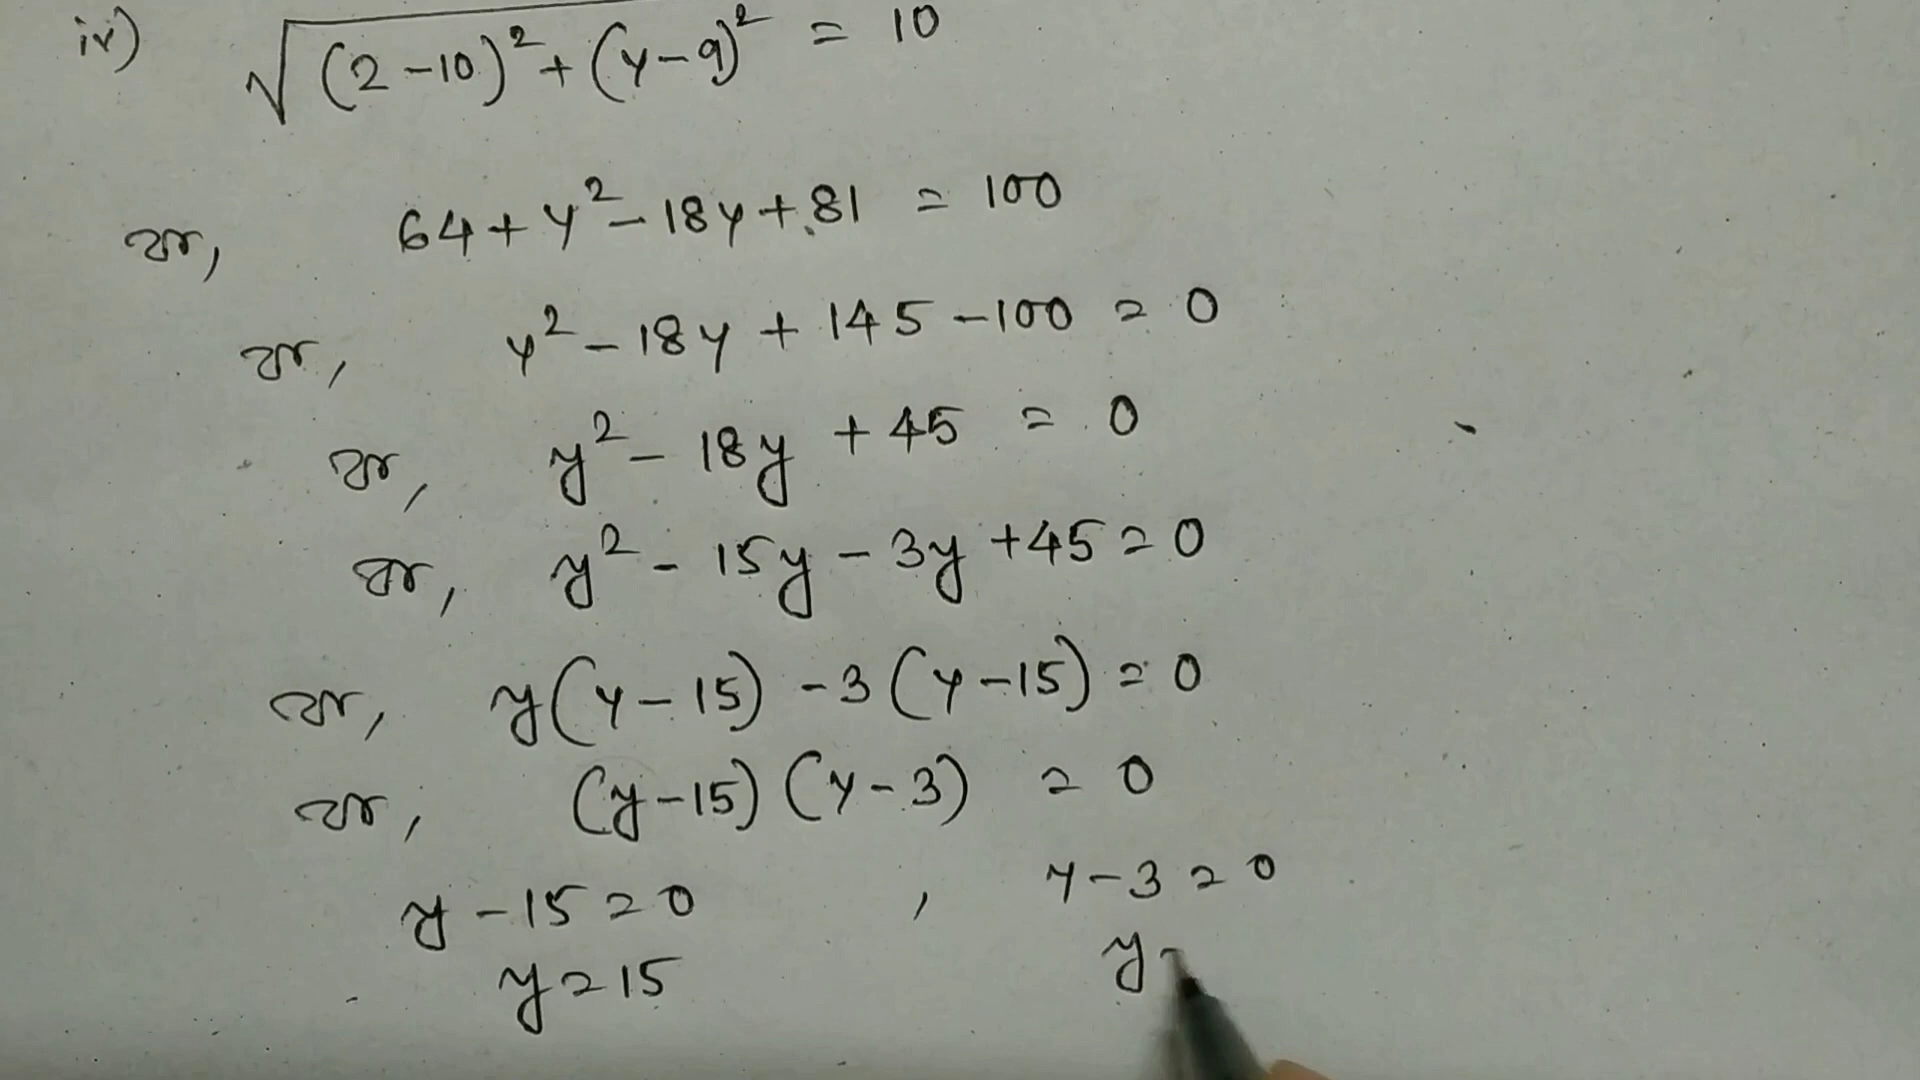 iv) √(2-10)²+(y-9)² = 10
বা, 64+y²-18y+81 = 100
বা, y²-18y+145-100 = 0
বা, y²-18y+45 = 0
বা, y²-15y-3y+45=0
বা, y(y-15)-3(y-15)=0
বা, (y-15)(y-3) = 0
y-15=0 , y-3=0
y=15 y=